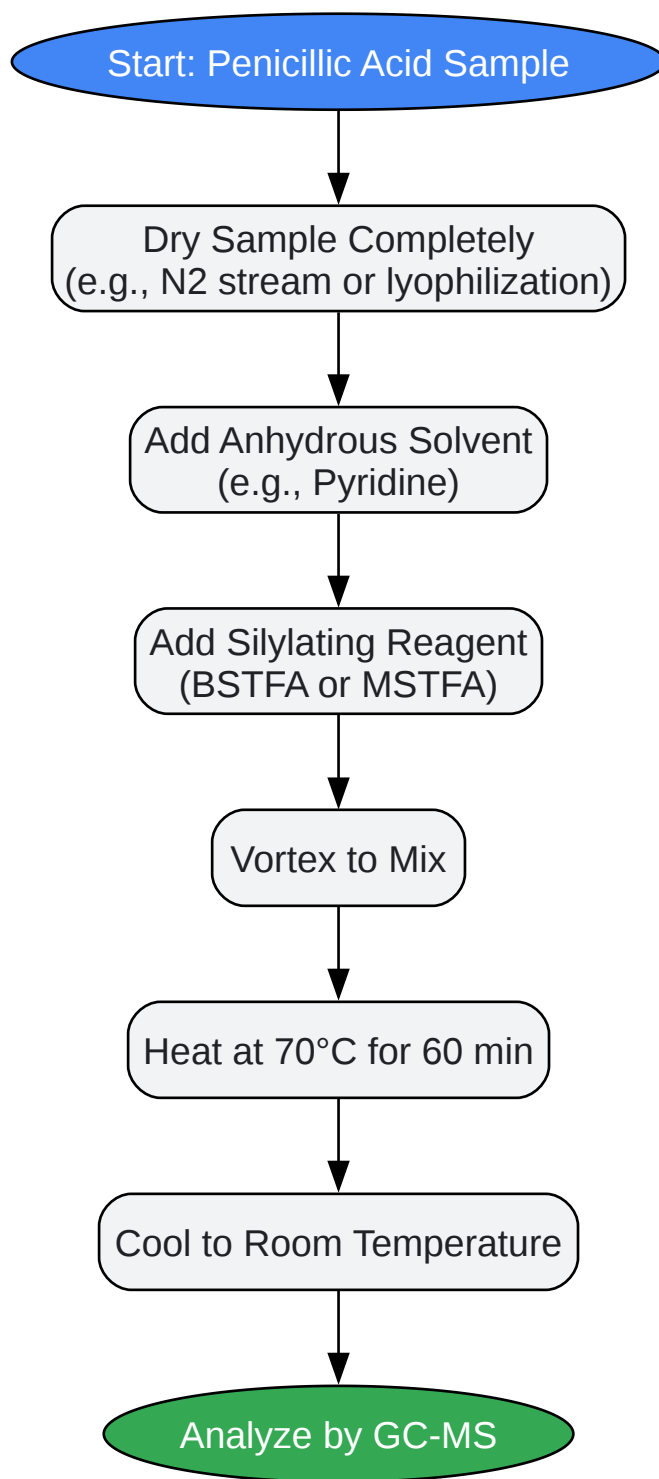 Start: Penicillic Acid Sample
Dry Sample Completely
(e.g., N2 stream or lyophilization)
Add Anhydrous Solvent
(e.g., Pyridine)
Add Silylating Reagent
(BSTFA or MSTFA)
Vortex to Mix
Heat at 70°C for 60 min
Cool to Room Temperature
Analyze by GC-MS